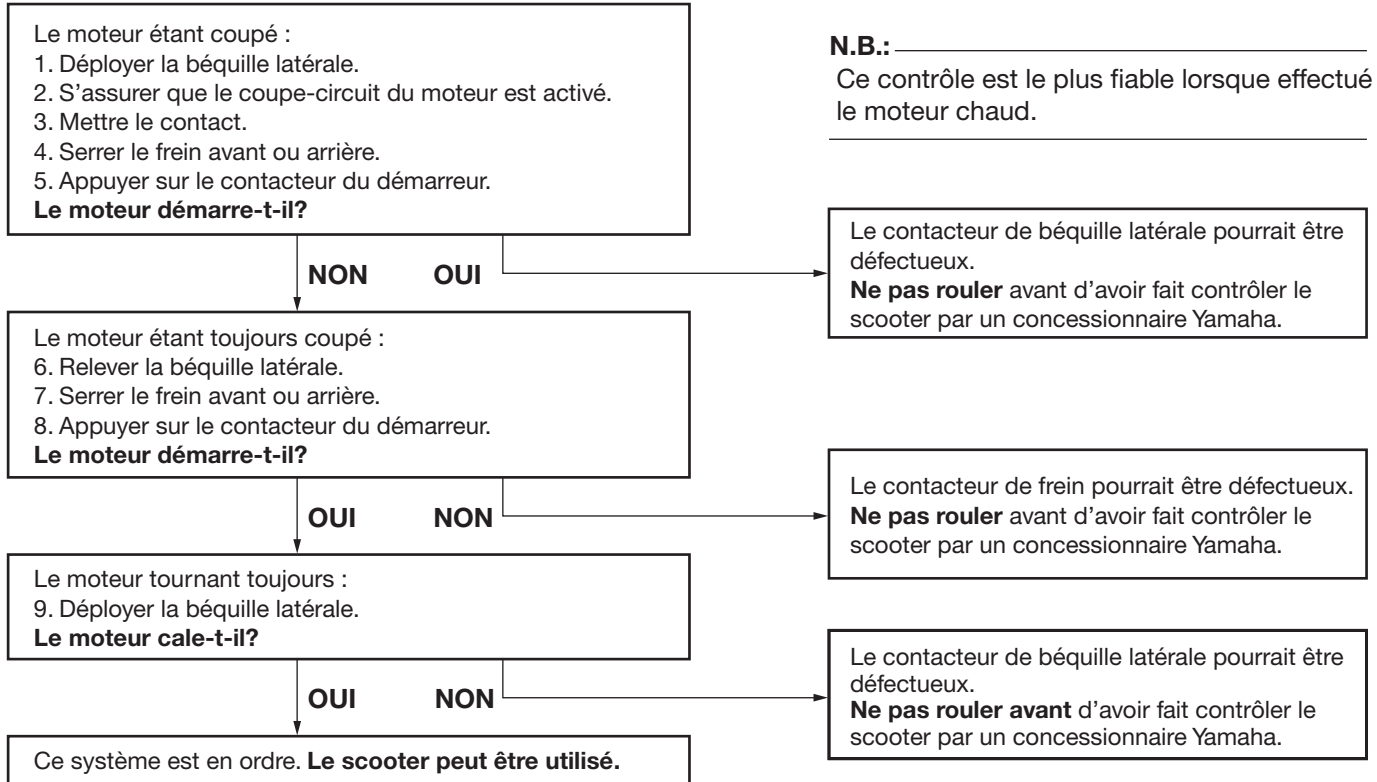 Le moteur étant coupé :
1. Déployer la béquille latérale.
2. S'assurer que le coupe-circuit du moteur est activé.
3. Mettre le contact.
4. Serrer le frein avant ou arrière.
5. Appuyer sur le contacteur du démarreur.
Le moteur démarre-t-il?
N.B.:
Ce contrôle est le plus fiable lorsque effectué
le moteur chaud.
NON OUI
Le contacteur de béquille latérale pourrait être
défectueux.
Ne pas rouler avant d'avoir fait contrôler le
scooter par un concessionnaire Yamaha.
Le moteur étant toujours coupé :
6. Relever la béquille latérale.
7. Serrer le frein avant ou arrière.
8. Appuyer sur le contacteur du démarreur.
Le moteur démarre-t-il?
OUI NON
Le contacteur de frein pourrait être défectueux.
Ne pas rouler avant d'avoir fait contrôler le
scooter par un concessionnaire Yamaha.
Le moteur tournant toujours :
9. Déployer la béquille latérale.
Le moteur cale-t-il?
OUI NON
Le contacteur de béquille latérale pourrait être
défectueux.
Ne pas rouler avant d'avoir fait contrôler le
scooter par un concessionnaire Yamaha.
Ce système est en ordre. Le scooter peut être utilisé.